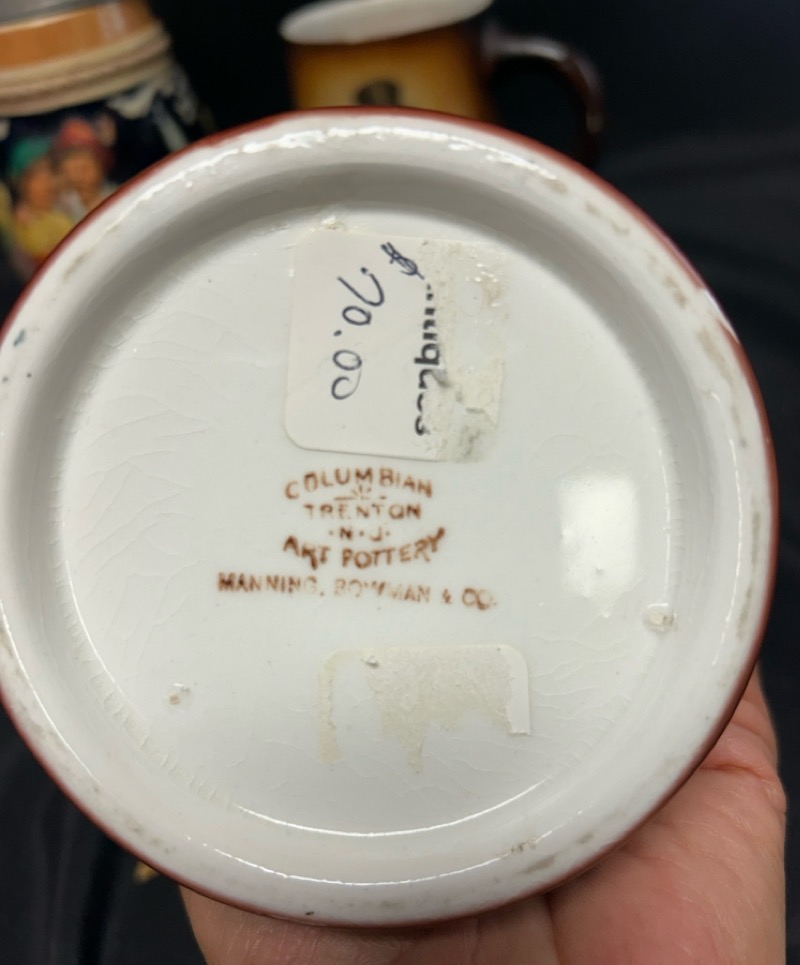 $ 70.00
COLUMBIAN
TRENTON
·N·J·
ART POTTERY
MANNING, BOWMAN & CO.